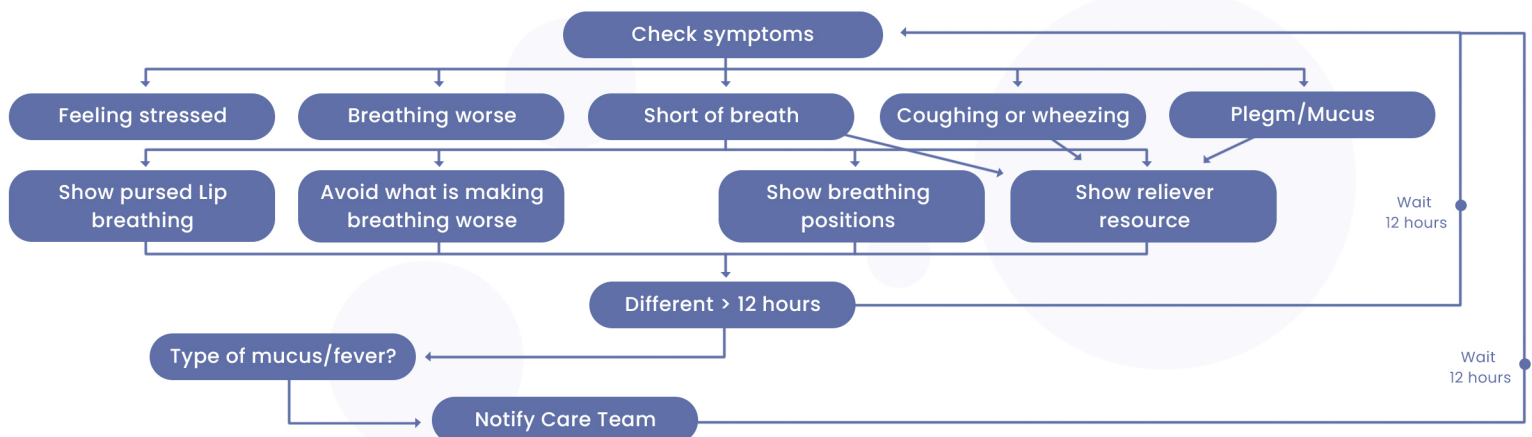 Check symptoms
Feeling stressed
Breathing worse
Short of breath
Coughing or wheezing
Plegm/Mucus
Show pursed Lip
breathing
Avoid what is making
breathing worse
Show breathing
positions
Show reliever
resource
Wait
12 hours
Different > 12 hours
Type of mucus/fever?
Wait
12 hours
Notify Care Team